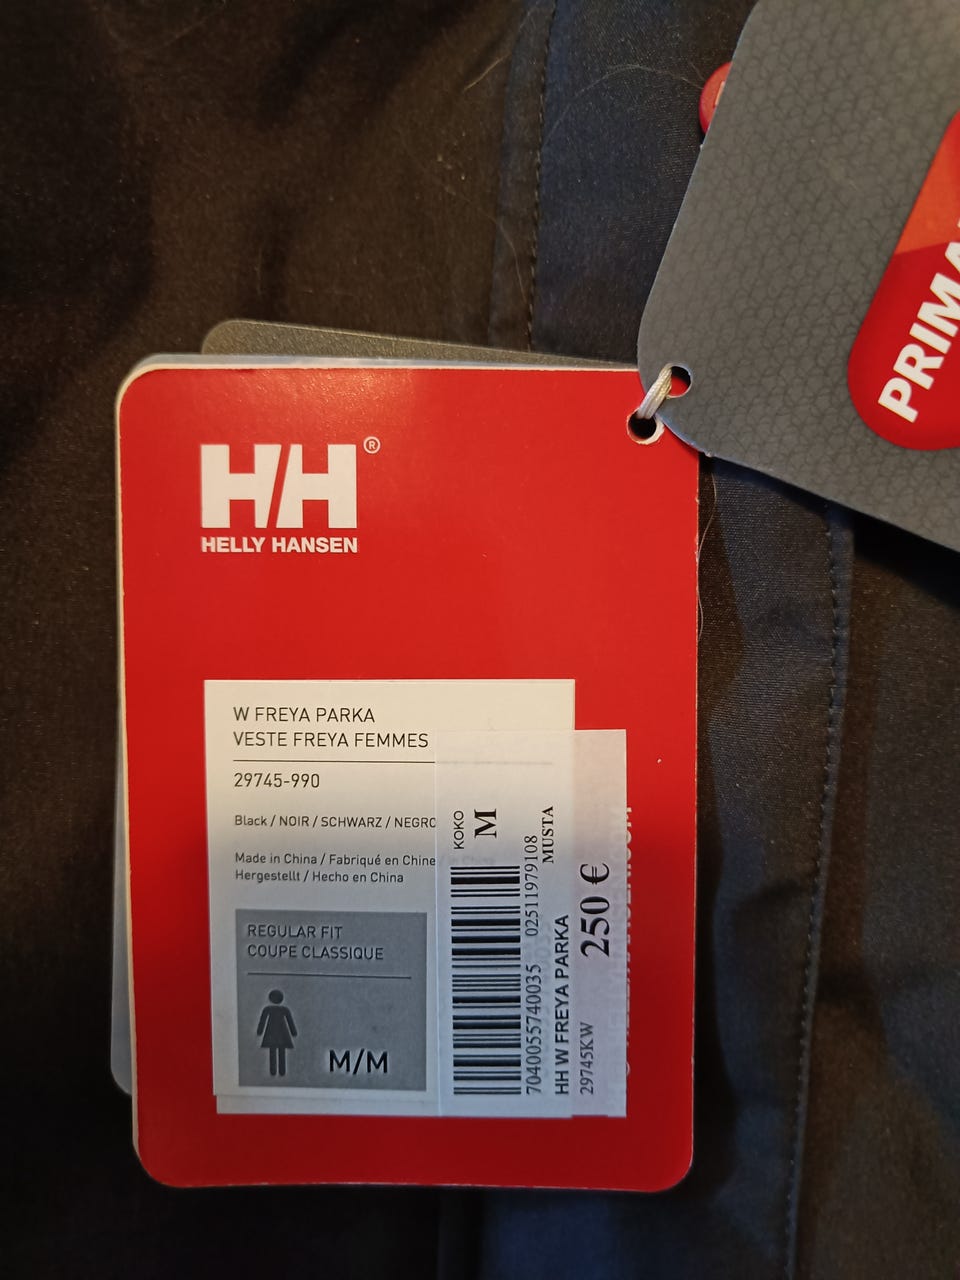 PRIMA
HH®
HELLY HANSEN
W FREYA PARKA
VESTE FREYA FEMMES
29745-990
Black / NOIR / SCHWARZ / NEGRO
Made in China / Fabriqué en Chine
Hergestellt / Hecho en China
REGULAR FIT
COUPE CLASSIQUE
M/M
KOKO
M
7040055740035 02511979108
MUSTA
HH W FREYA PARKA
29745KW
250 €